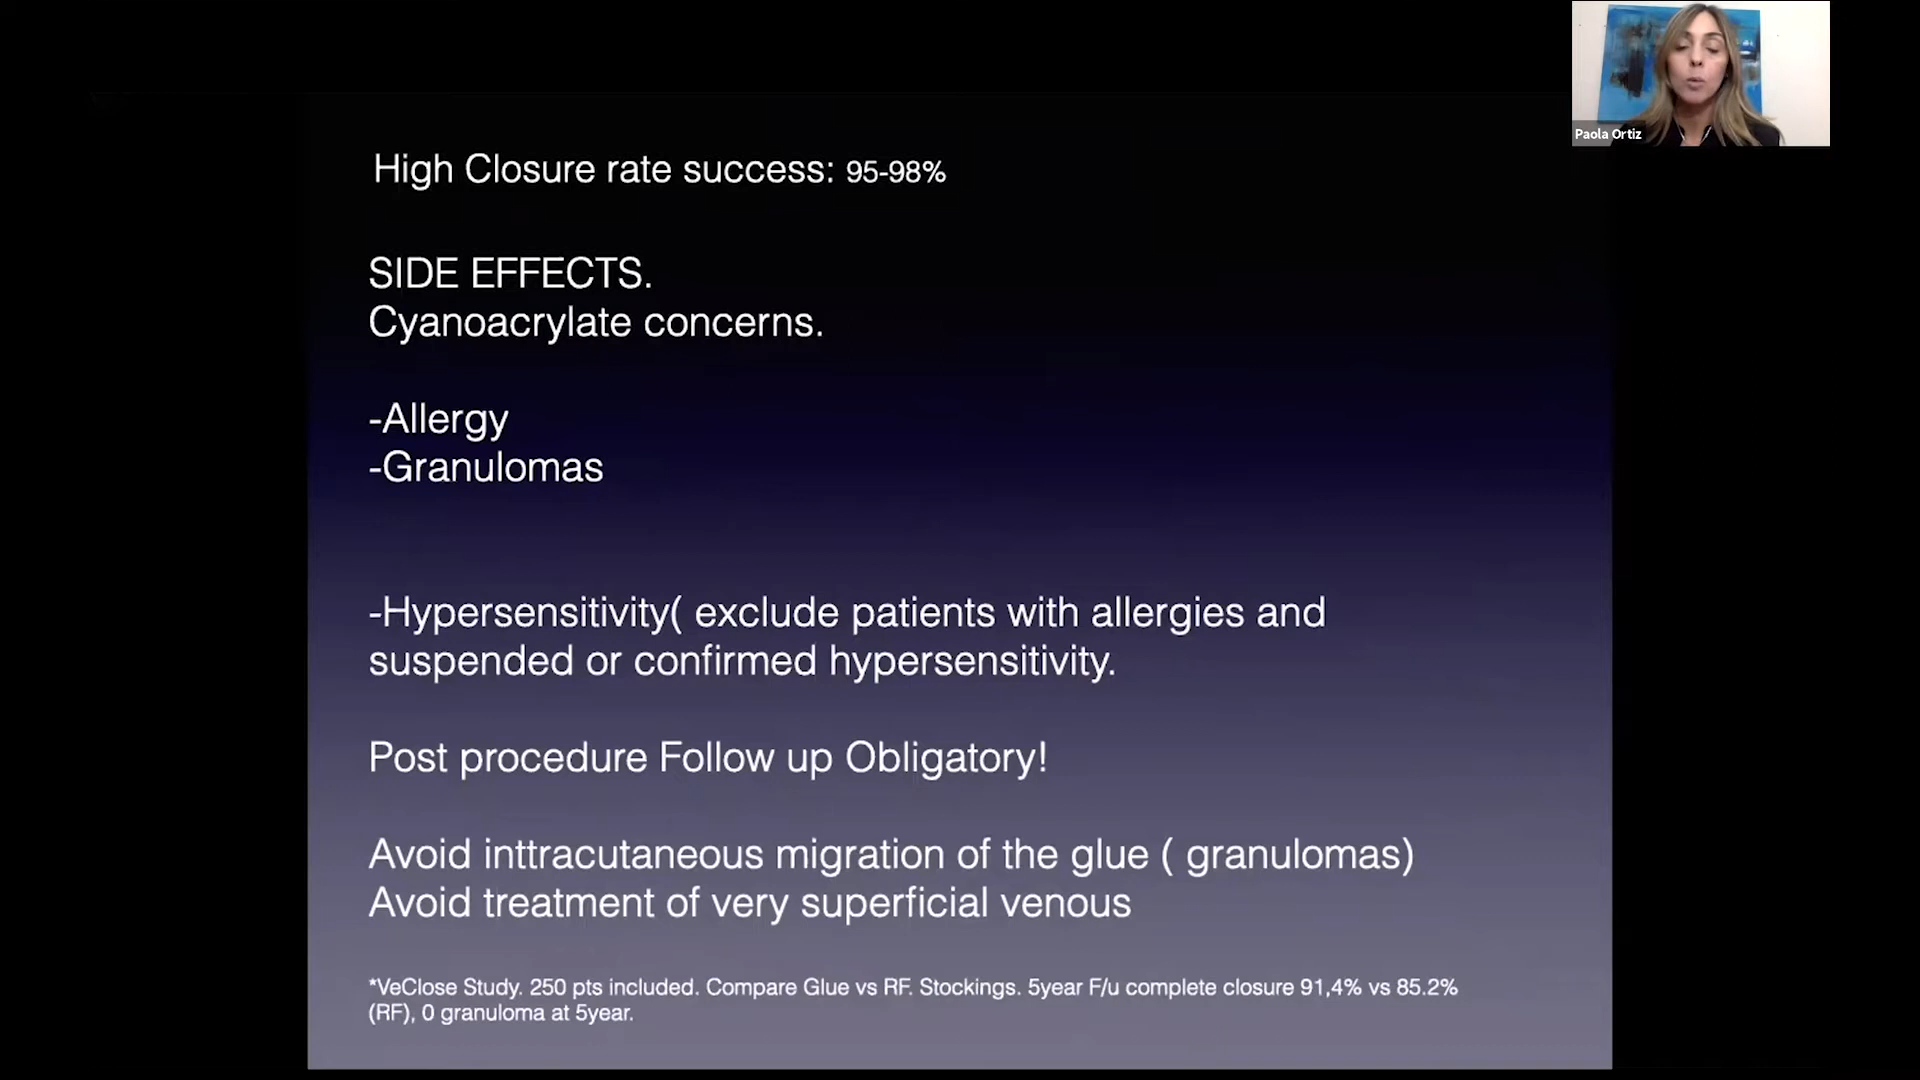 Paola Ortiz
High Closure rate success: 95-98%
SIDE EFFECTS.
Cyanoacrylate concerns.
-Allergy
-Granulomas
-Hypersensitivity( exclude patients with allergies and
suspended or confirmed hypersensitivity.
Post procedure Follow up Obligatory!
Avoid inttracutaneous migration of the glue ( granulomas)
Avoid treatment of very superficial venous
*VeClose Study. 250 pts included. Compare Glue vs RF. Stockings. 5year F/u complete closure 91,4% vs 85.2%
(RF), 0 granuloma at 5year.